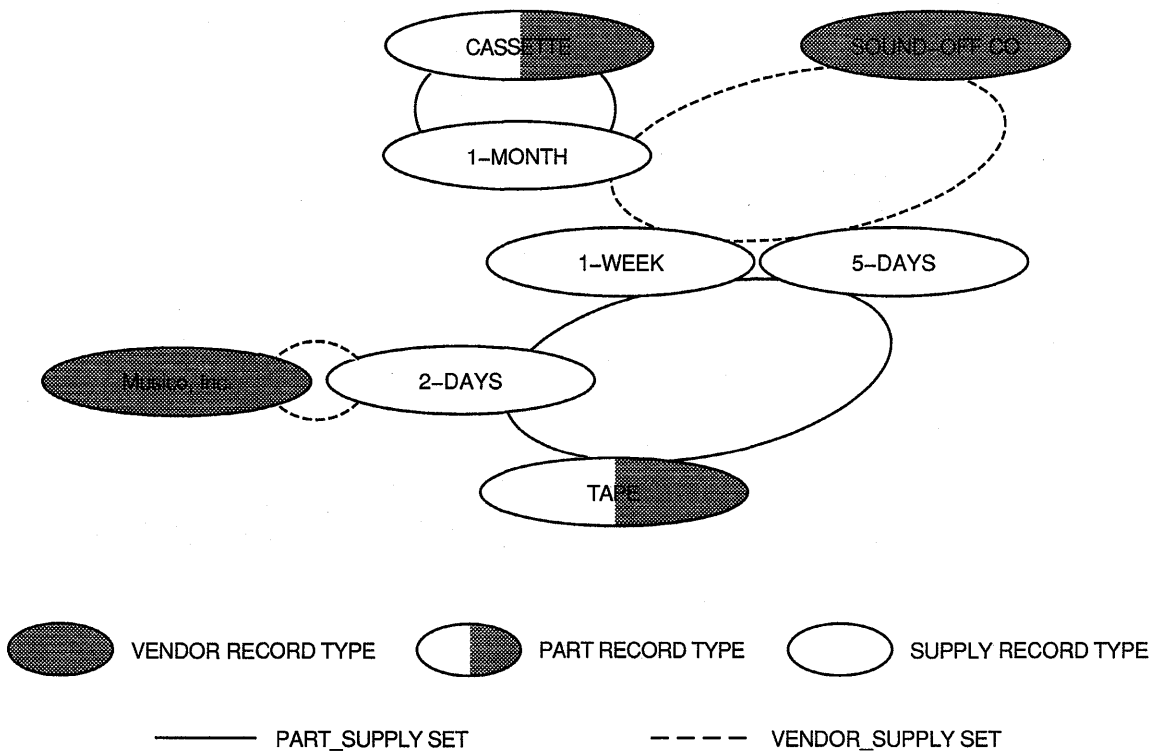 CASSETTE
SOUND-OFF CO
1-MONTH
1-WEEK
5-DAYS
Musico, Inc.
2-DAYS
TAPE
VENDOR RECORD TYPE
PART RECORD TYPE
SUPPLY RECORD TYPE
PART_SUPPLY SET
VENDOR_SUPPLY SET